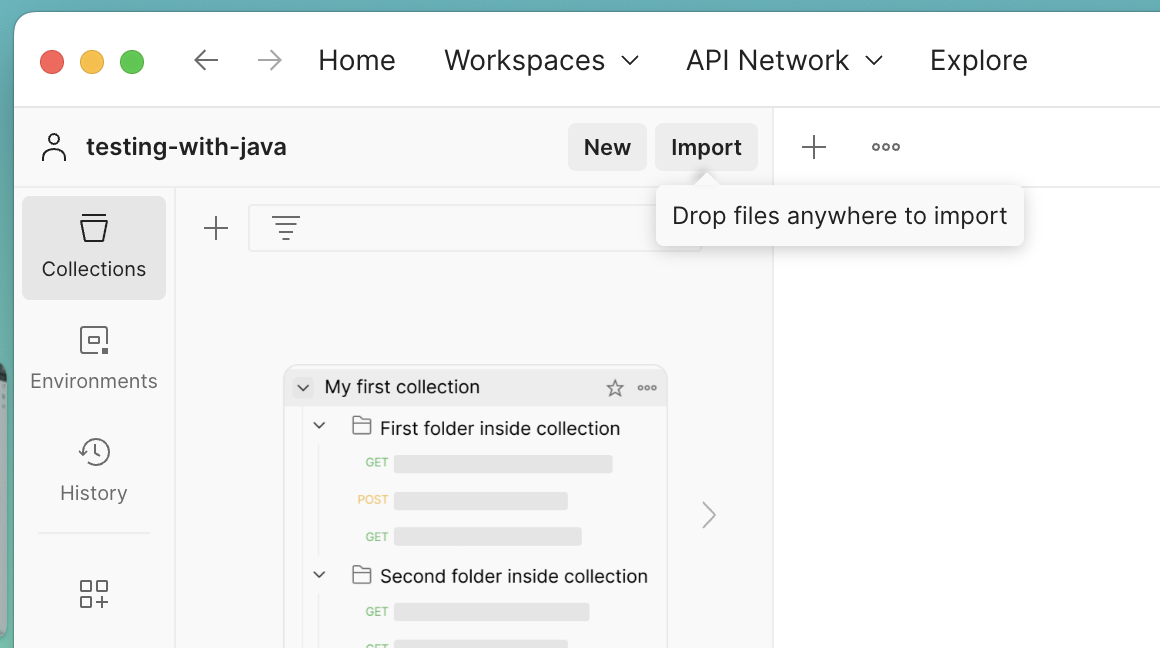 Home Workspaces API Network Explore
testing-with-java New Import
Drop files anywhere to import
Collections
Environments
History
My first collection
First folder inside collection
GET
POST
GET
Second folder inside collection
GET
GET